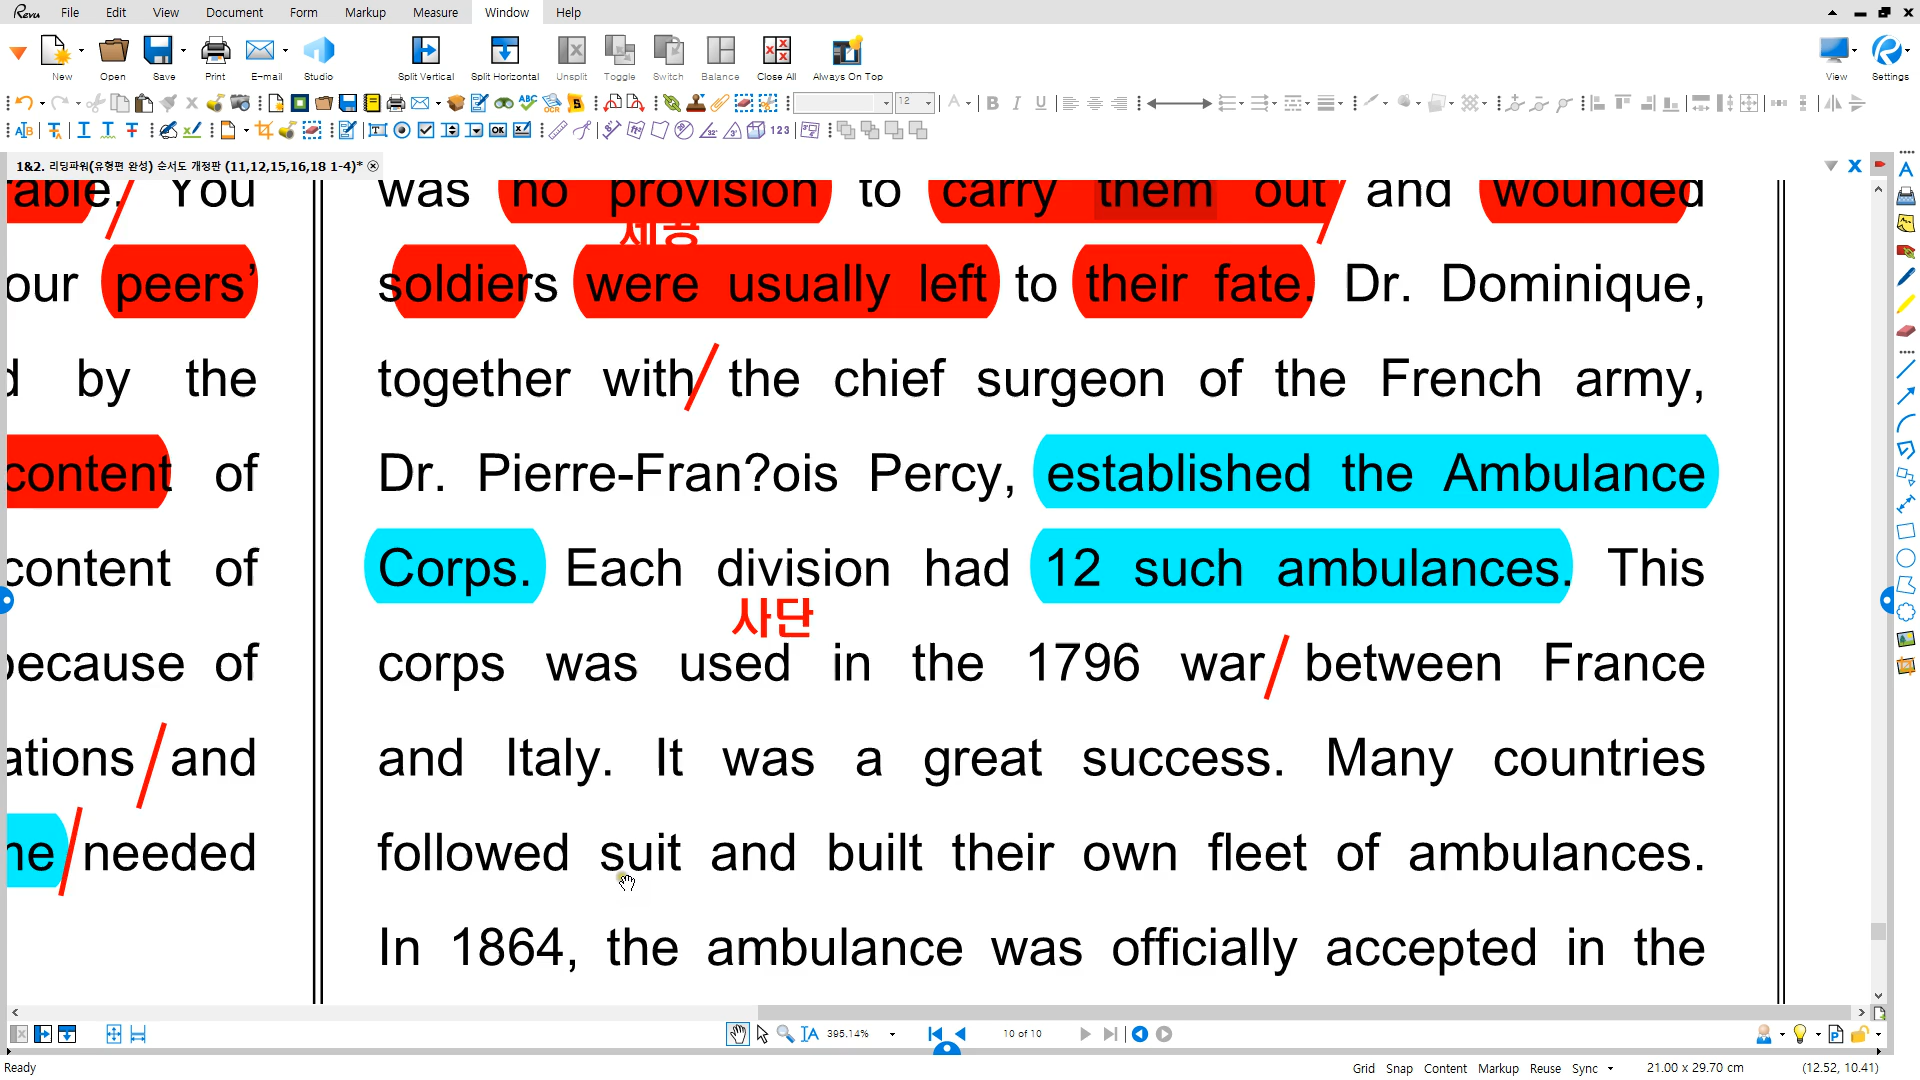 Revu File Edit View Document Form Markup Measure Window Help
New Open Save Print E-mail Studio Split Vertical Split Horizontal Unsplit Toggle Switch Balance Close All Always On Top View Settings
12
1&2. 리딩파워(유형편 완성) 순서도 개정판 (11,12,15,16,18 1-4)*
able. You
our peers'
d by the
content of
content of
because of
ations and
needed
was no provision to carry them out and wounded
제공
soldiers were usually left to their fate. Dr. Dominique,
together with the chief surgeon of the French army,
Dr. Pierre-Fran?ois Percy, established the Ambulance
Corps. Each division had 12 such ambulances. This
사단
corps was used in the 1796 war between France
and Italy. It was a great success. Many countries
followed suit and built their own fleet of ambulances.
In 1864, the ambulance was officially accepted in the
395.14% 10 of 10
Ready Grid Snap Content Markup Reuse Sync 21.00 x 29.70 cm (12.52, 10.41)